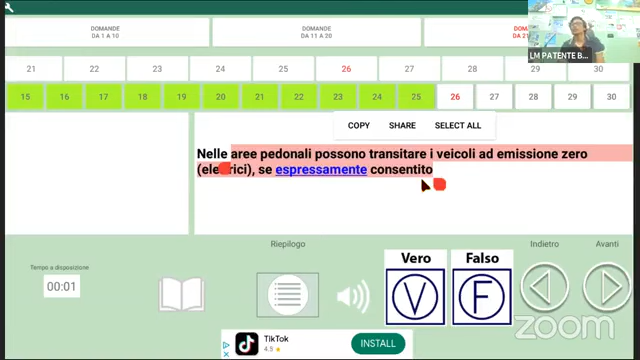 DOMANDE
DA 1 A 10
DOMANDE
DA 11 A 20
DOMANDE
LM PATENTE B...
21 22 23 24 25 26 27 28 29 30
15 16 17 18 19 20 21 22 23 24 25 26 27 28 29 30
COPY SHARE SELECT ALL
Nelle aree pedonali possono transitare i veicoli ad emissione zero
rici), se espressamente consentito
Riepilogo
Vero
Falso
Indietro
Avanti
Tempo a disposizione
00:01
V
F
TikTok
4.5 ★
INSTALL
zoom